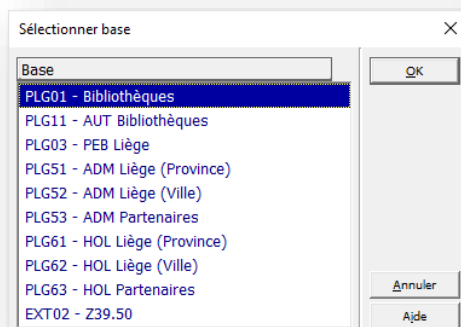 Sélectionner base
Base
OK
PLG01 - Bibliothèques
PLG11 - AUT Bibliothèques
PLG03 - PEB Liège
PLG51 - ADM Liège (Province)
PLG52 - ADM Liège (Ville)
PLG53 - ADM Partenaires
PLG61 - HOL Liège (Province)
PLG62 - HOL Liège (Ville)
PLG63 - HOL Partenaires
Annuler
EXT02 - Z39.50
Aide